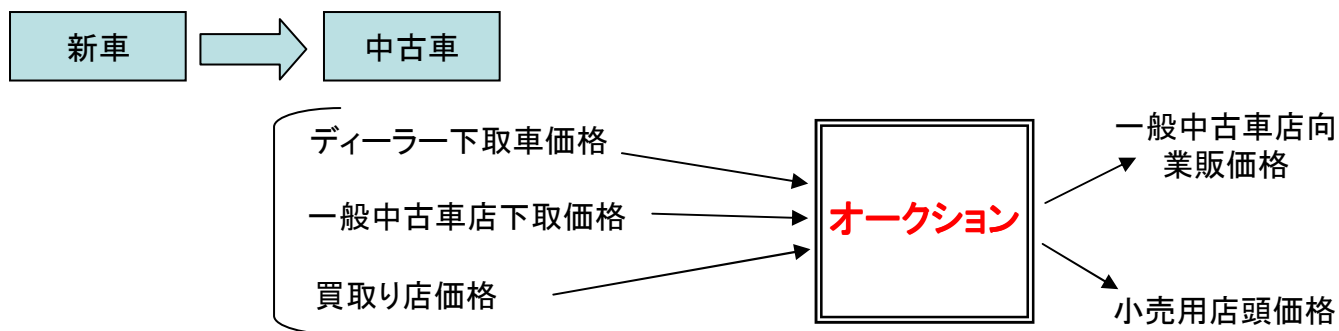 新車
中古車
ディーラー下取車価格
一般中古車店下取価格
買取り店価格
オークション
一般中古車店向
業販価格
小売用店頭価格